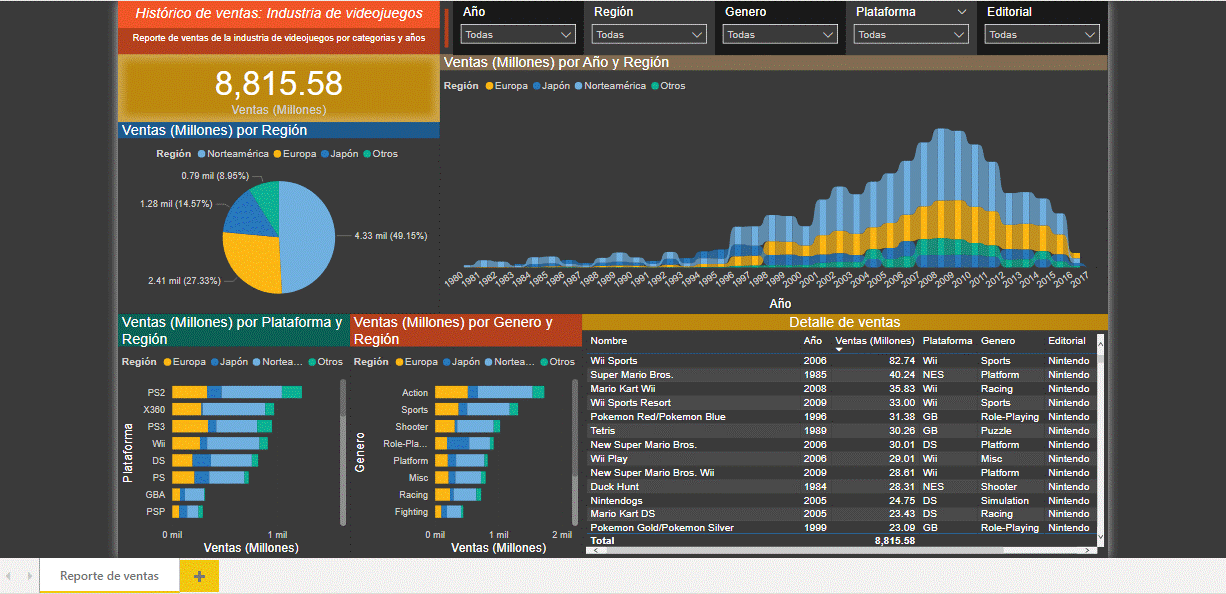 Histórico de ventas: Industria de videojuegos
Reporte de ventas de la industria de videojuegos por categorias y años
Año
Todas
Región
Todas
Genero
Todas
Plataforma
Todas
Editorial
Todas
8,815.58
Ventas (Millones)
Ventas (Millones) por Región
Región Norteamérica Europa Japón Otros
0.79 mil (8.95%)
1.28 mil (14.57%)
4.33 mil (49.15%)
2.41 mil (27.33%)
Ventas (Millones) por Año y Región
Región Europa Japón Norteamérica Otros
1980 1981 1982 1983 1984 1985 1986 1987 1988 1989 1990 1991 1992 1993 1994 1995 1996 1997 1998 1999 2000 2001 2002 2003 2004 2005 2006 2007 2008 2009 2010 2011 2012 2013 2014 2015 2016 2017
Año
Ventas (Millones) por Plataforma y
Región
Región Europa Japón Nortea... Otros
Plataforma
PS2
X360
PS3
Wii
DS
PS
GBA
PSP
0 mil 1 mil
Ventas (Millones)
Ventas (Millones) por Genero y
Región
Región Europa Japón Nortea... Otros
Genero
Action
Sports
Shooter
Role-Pla...
Platform
Misc
Racing
Fighting
0 mil 1 mil 2 mil
Ventas (Millones)
Detalle de ventas
Nombre Año Ventas (Millones) Plataforma Genero Editorial
Wii Sports 2006 82.74 Wii Sports Nintendo
Super Mario Bros. 1985 40.24 NES Platform Nintendo
Mario Kart Wii 2008 35.83 Wii Racing Nintendo
Wii Sports Resort 2009 33.00 Wii Sports Nintendo
Pokemon Red/Pokemon Blue 1996 31.38 GB Role-Playing Nintendo
Tetris 1989 30.26 GB Puzzle Nintendo
New Super Mario Bros. 2006 30.01 DS Platform Nintendo
Wii Play 2006 29.01 Wii Misc Nintendo
New Super Mario Bros. Wii 2009 28.61 Wii Platform Nintendo
Duck Hunt 1984 28.31 NES Shooter Nintendo
Nintendogs 2005 24.75 DS Simulation Nintendo
Mario Kart DS 2005 23.43 DS Racing Nintendo
Pokemon Gold/Pokemon Silver 1999 23.09 GB Role-Playing Nintendo
Total 8,815.58
Reporte de ventas +